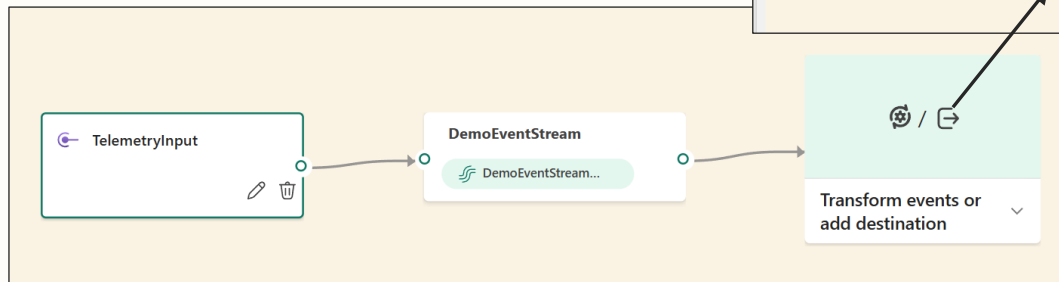 TelemetryInput
DemoEventStream
DemoEventStream...
/
Transform events or
add destination